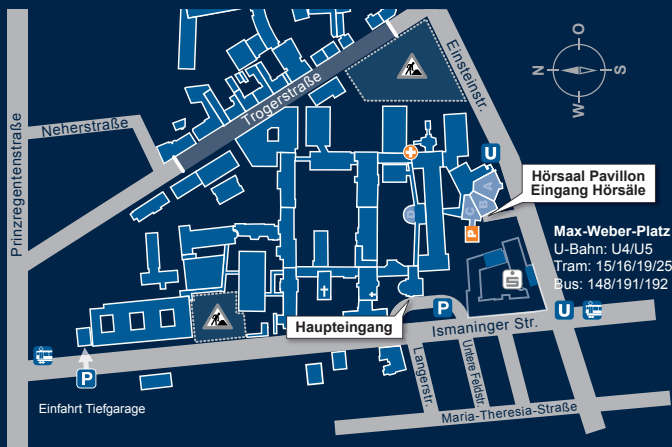 Einsteinstr.
O
N
S
W
Trogerstraße
Neherstraße
Prinzregentenstraße
U
Hörsaal Pavillon
Eingang Hörsäle
A
B
C
D
P
Max-Weber-Platz
U-Bahn: U4/U5
Tram: 15/16/19/25
Bus: 148/191/192
S
P
Haupteingang
Ismaninger Str.
U
P
Langerstr.
Untere Feldstr.
Einfahrt Tiefgarage
Maria-Theresia-Straße